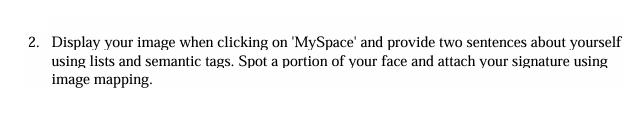 2. Display your image when clicking on 'MySpace' and provide two sentences about yourself
using lists and semantic tags. Spot a portion of your face and attach your signature using
image mapping.